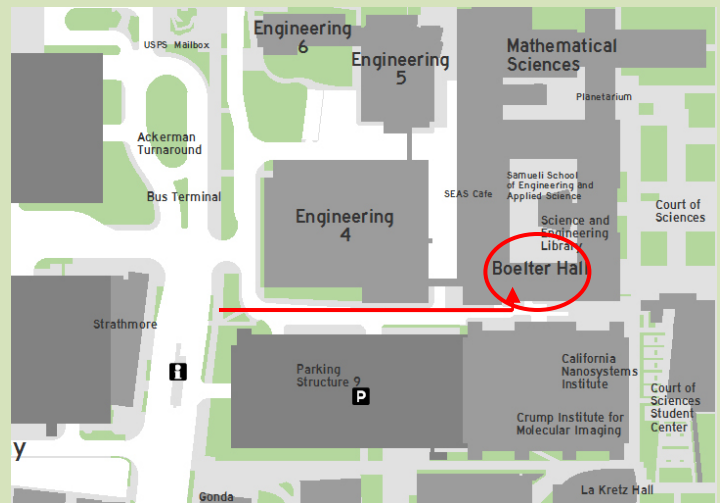 Engineering
6
USPS Mailbox
Engineering
5
Mathematical
Sciences
Planetarium
Ackerman
Turnaround
Bus Terminal
Samueli School
of Engineering and
Applied Science
SEAS Cafe
Court of
Sciences
Engineering
4
Science and
Engineering
Library
Boelter Hall
Strathmore
i
Parking
Structure 9
P
California
Nanosystems
Institute
Court of
Sciences
Student
Center
Crump Institute for
Molecular Imaging
y
Gonda
La Kretz Hall